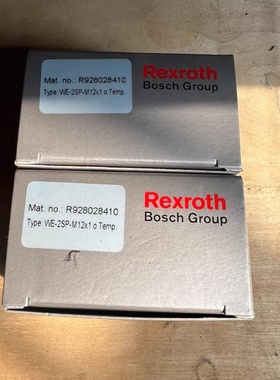 Mat. no.: R928028410
Type: WE-2SP-M12x1 o Temp
Rexroth
Bosch Group
Mat. no.: R928028410
Type: WE-2SP-M12x1 o Temp
Rexroth
Bosch Group